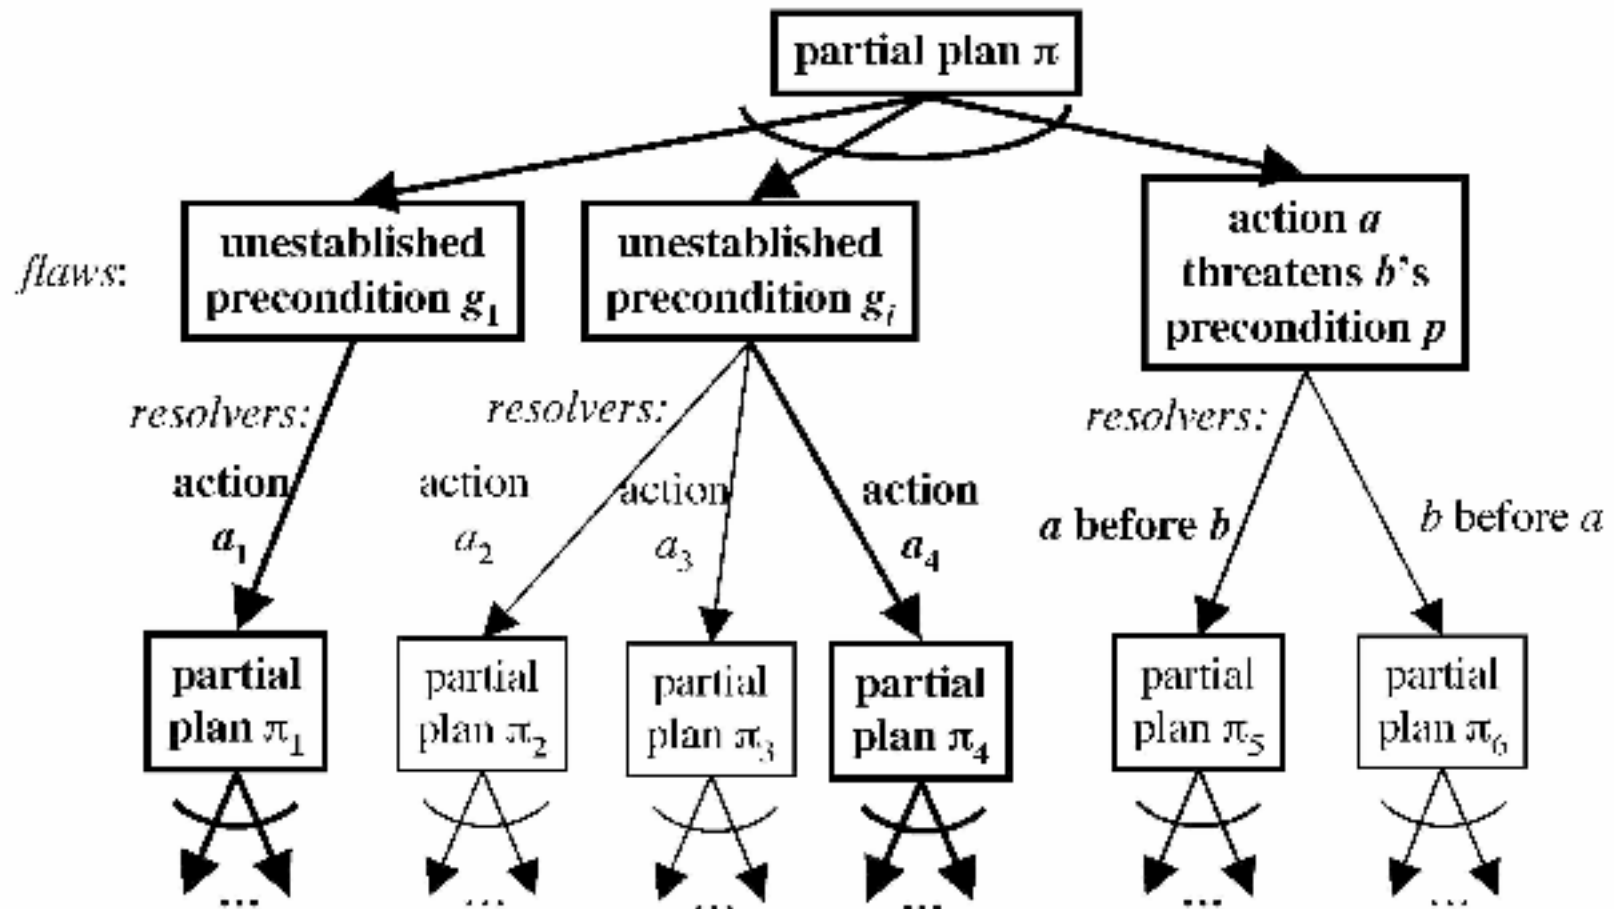 partial plan π
flaws:
unestablished
precondition g₁
unestablished
precondition gᵢ
action a
threatens b's
precondition p
resolvers:
resolvers:
resolvers:
action
a₁
action
a₂
action
a₃
action
a₄
a before b
b before a
partial
plan π₁
partial
plan π₂
partial
plan π₃
partial
plan π₄
partial
plan π₅
partial
plan π₆
...
...
...
...
...
...